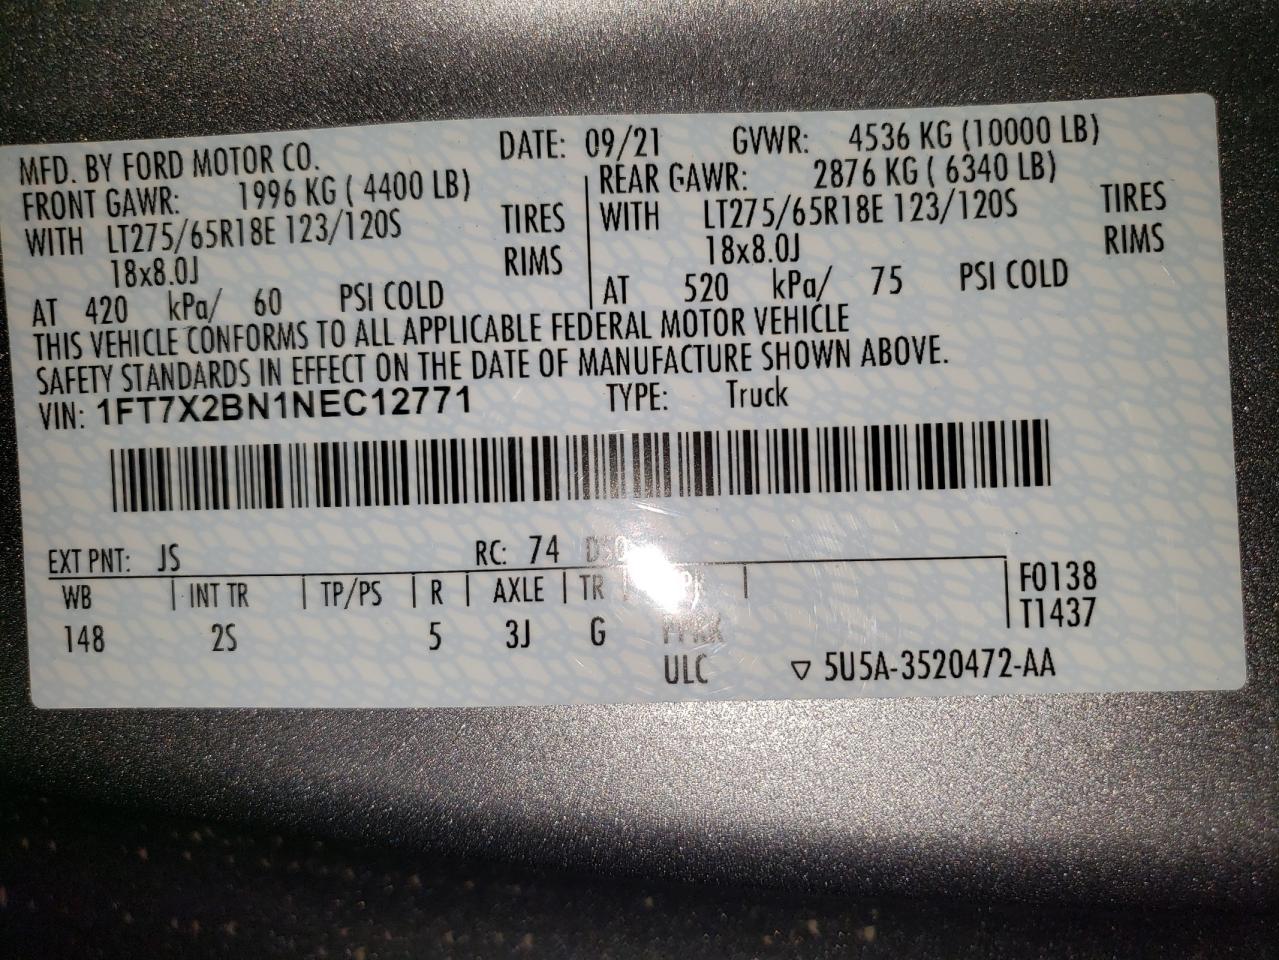 MFD. BY FORD MOTOR CO. DATE: 09/21 GVWR: 4536 KG (10000 LB)
FRONT GAWR: 1996 KG ( 4400 LB) REAR GAWR: 2876 KG ( 6340 LB)
WITH LT275/65R18E 123/120S TIRES WITH LT275/65R18E 123/120S TIRES
18x8.0J RIMS 18x8.0J RIMS
AT 420 kPa/ 60 PSI COLD AT 520 kPa/ 75 PSI COLD
THIS VEHICLE CONFORMS TO ALL APPLICABLE FEDERAL MOTOR VEHICLE
SAFETY STANDARDS IN EFFECT ON THE DATE OF MANUFACTURE SHOWN ABOVE.
VIN: 1FT7X2BN1NEC12771 TYPE: Truck
EXT PNT: JS RC: 74
WB INT TR TP/PS R AXLE TR F0138
T1437
148 2S 5 3J G
ULC ▽ 5U5A-3520472-AA